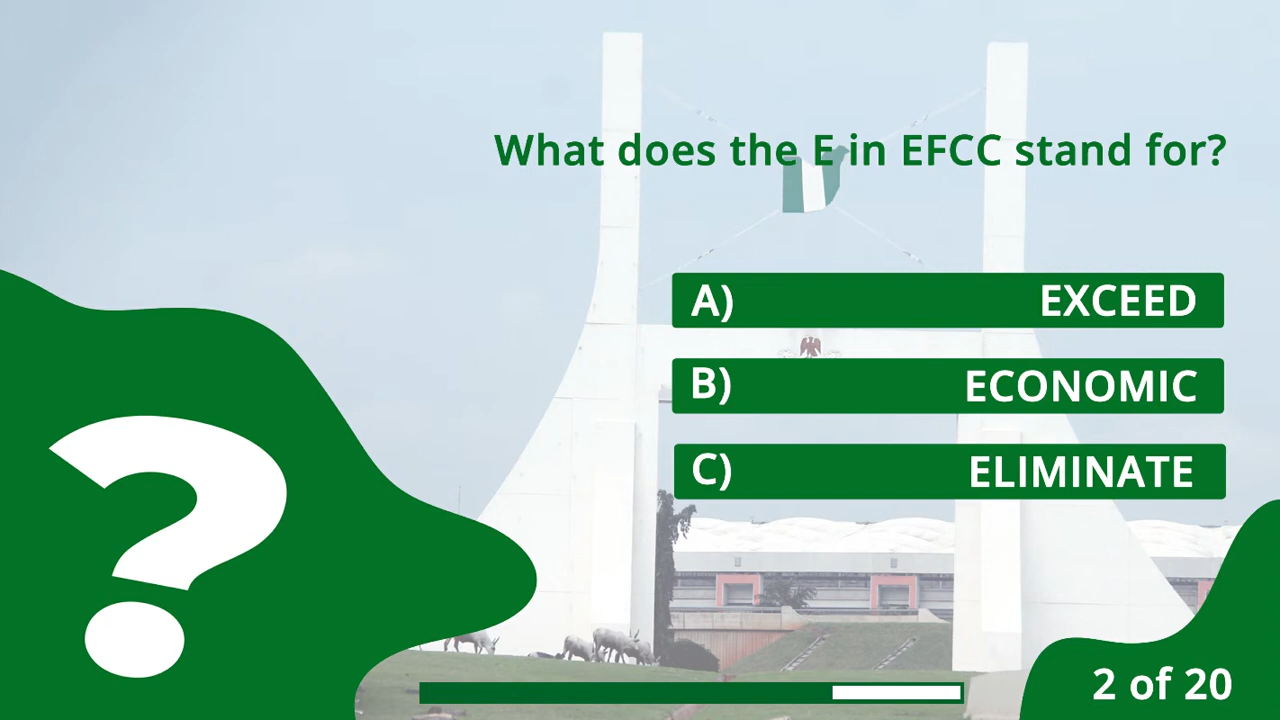 What does the E in EFCC stand for?
A) EXCEED
B) ECONOMIC
C) ELIMINATE
?
2 of 20